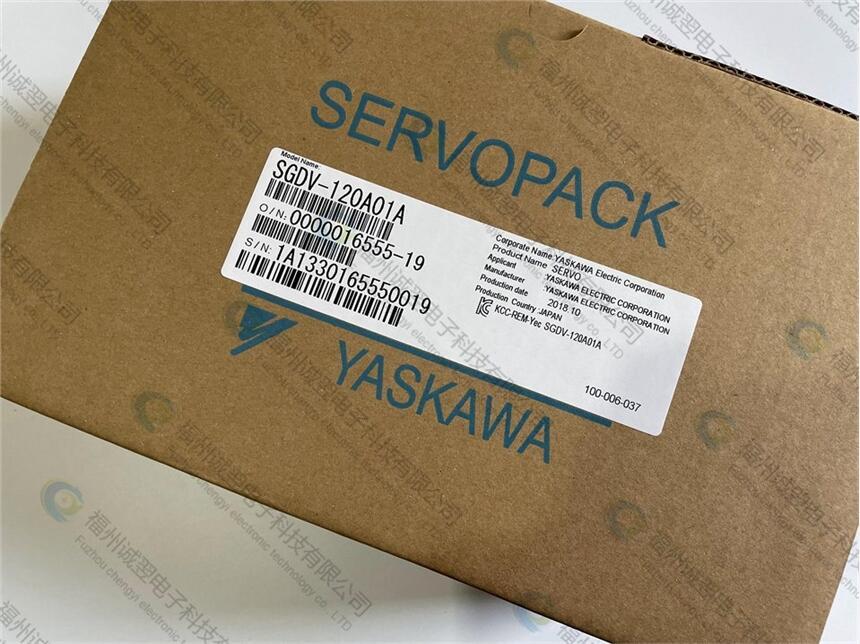 SERVOPACK
Model Name:
SGDV-120A01A
O/N:0000016555-19
S/N:1A1330165550019
Corporate Name:YASKAWA Electric Corporation
Product Name SERVO
Applicant :YASKAWA ELECTRIC CORPORATION
Manufacturer :YASKAWA ELECTRIC CORPORATION
Production date 2018.10
Production Country :JAPAN
KCC-REM-Yec SGDV-120A01A
100-006-037
YASKAWA
福州诚翌电子科技有限公司
Fuzhou chengyi electronic technology co., LTD